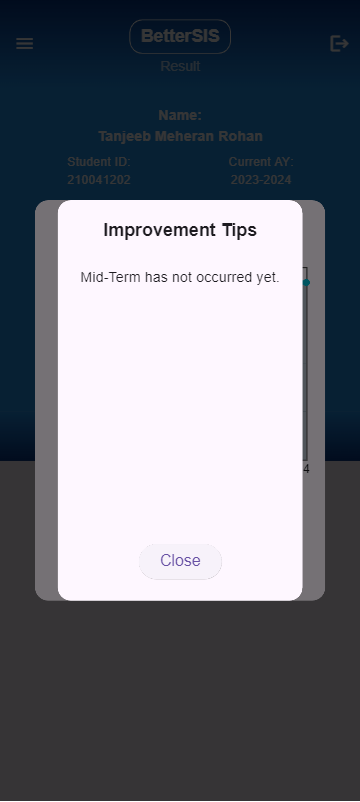 BetterSIS
Result
Name:
Tanjeeb Meheran Rohan
Student ID: Current AY:
210041202 2023-2024
Improvement Tips
Mid-Term has not occurred yet.
4
Close